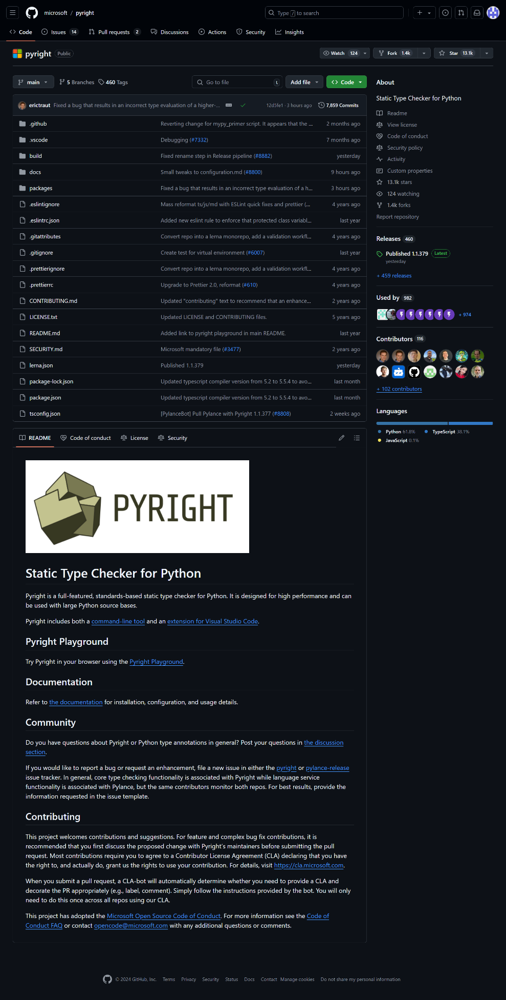 microsoft / pyright
Type / to search
Code
Issues 14
Pull requests 2
Discussions
Actions
Security
Insights
pyright Public
Watch 124
Fork 1.4k
Star 13.1k
main
5 Branches
460 Tags
Go to file t
Add file
Code
erictraut Fixed a bug that results in an incorrect type evaluation of a higher-...
12d5fe1 · 3 hours ago
7,859 Commits
.github Reverting change for mypy_primer script. It appears that the ... 2 months ago
.vscode Debugging (#7332) 7 months ago
build Fixed rename step in Release pipeline (#8882) yesterday
docs Small tweaks to configuration.md (#8800) 9 hours ago
packages Fixed a bug that results in an incorrect type evaluation of a h... 3 hours ago
.eslintignore Mass reformat ts/js/md with ESLint quick fixes and prettier (... 4 years ago
.eslintrc.json Added new eslint rule to enforce that protected class variabl... last year
.gitattributes Convert repo into a lerna monorepo, add a validation workfl... 4 years ago
.gitignore Create test for virtual environment (#6007) last year
.prettierignore Convert repo into a lerna monorepo, add a validation workfl... 4 years ago
.prettierrc Upgrade to Prettier 2.0, reformat (#610) 4 years ago
CONTRIBUTING.md Updated "contributing" text to recommend that an enhance... 2 years ago
LICENSE.txt Updated LICENSE and CONTRIBUTING files. 5 years ago
README.md Added link to pyright playground in main README. last year
SECURITY.md Microsoft mandatory file (#3477) 2 years ago
lerna.json Published 1.1.379 yesterday
package-lock.json Updated typescript compiler version from 5.2 to 5.5.4 to avo... last month
package.json Updated typescript compiler version from 5.2 to 5.5.4 to avo... last month
tsconfig.json [PylanceBot] Pull Pylance with Pyright 1.1.377 (#8808) 2 weeks ago
About
Static Type Checker for Python
Readme
View license
Code of conduct
Security policy
Activity
Custom properties
13.1k stars
124 watching
1.4k forks
Report repository
Releases 460
Published 1.1.379 Latest
yesterday
+ 459 releases
Used by 982
+ 974
Contributors 116
+ 102 contributors
Languages
Python 61.8%
TypeScript 38.1%
JavaScript 0.1%
README
Code of conduct
License
Security
PYRIGHT
Static Type Checker for Python
Pyright is a full-featured, standards-based static type checker for Python. It is designed for high performance and can
be used with large Python source bases.
Pyright includes both a command-line tool and an extension for Visual Studio Code.
Pyright Playground
Try Pyright in your browser using the Pyright Playground.
Documentation
Refer to the documentation for installation, configuration, and usage details.
Community
Do you have questions about Pyright or Python type annotations in general? Post your questions in the discussion
section.
If you would like to report a bug or request an enhancement, file a new issue in either the pyright or pylance-release
issue tracker. In general, core type checking functionality is associated with Pyright while language service
functionality is associated with Pylance, but the same contributors monitor both repos. For best results, provide the
information requested in the issue template.
Contributing
This project welcomes contributions and suggestions. For feature and complex bug fix contributions, it is
recommended that you first discuss the proposed change with Pyright's maintainers before submitting the pull
request. Most contributions require you to agree to a Contributor License Agreement (CLA) declaring that you have
the right to, and actually do, grant us the rights to use your contribution. For details, visit https://cla.microsoft.com.
When you submit a pull request, a CLA-bot will automatically determine whether you need to provide a CLA and
decorate the PR appropriately (e.g., label, comment). Simply follow the instructions provided by the bot. You will only
need to do this once across all repos using our CLA.
This project has adopted the Microsoft Open Source Code of Conduct. For more information see the Code of
Conduct FAQ or contact opencode@microsoft.com with any additional questions or comments.
© 2024 GitHub, Inc. Terms Privacy Security Status Docs Contact Manage cookies Do not share my personal information